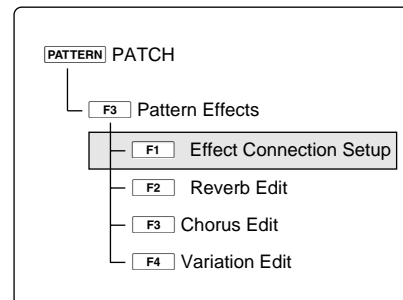 PATTERN PATCH
F3 Pattern Effects
F1 Effect Connection Setup
F2 Reverb Edit
F3 Chorus Edit
F4 Variation Edit